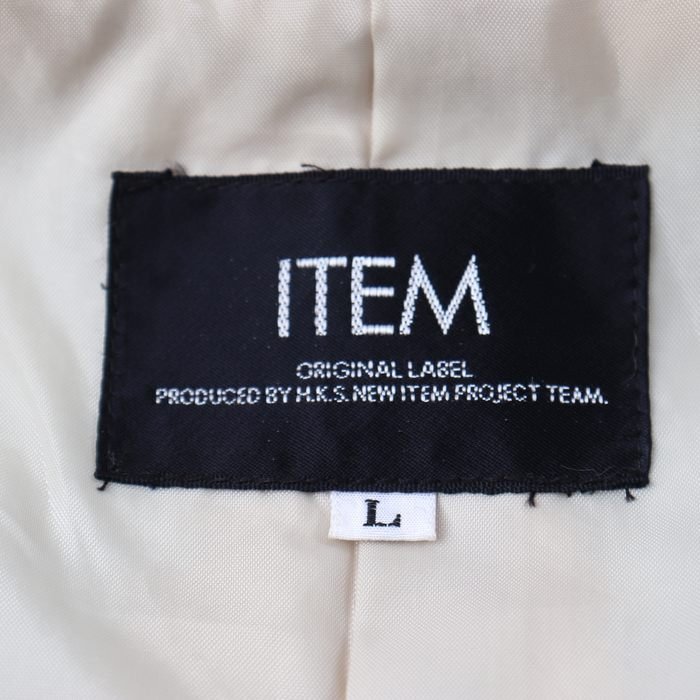 ITEM
ORIGINAL LABEL
PRODUCED BY H.K.S. NEW ITEM PROJECT TEAM.
L